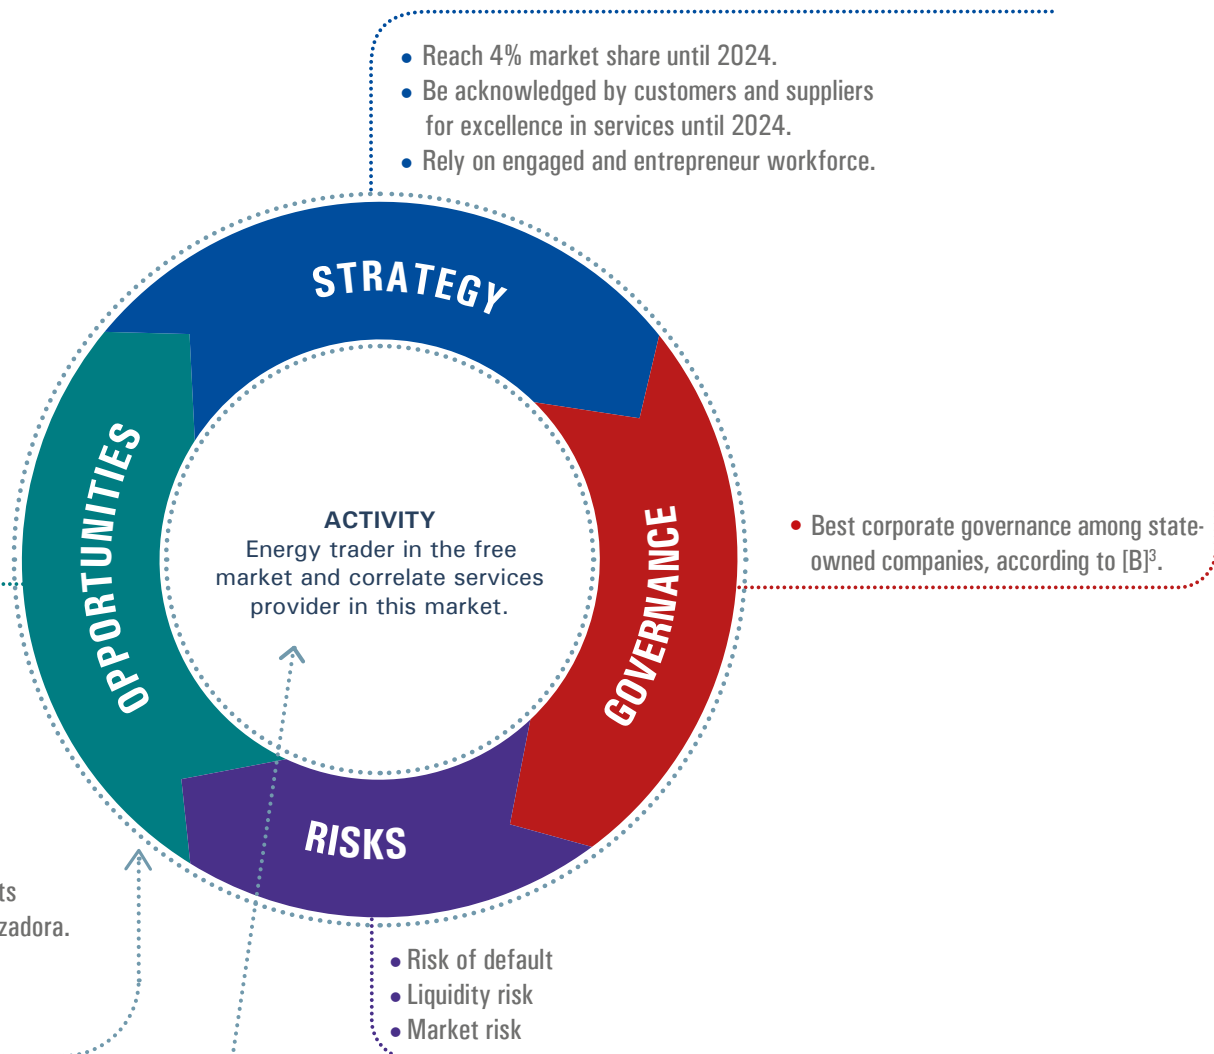 • Reach 4% market share until 2024.
• Be acknowledged by customers and suppliers
for excellence in services until 2024.
• Rely on engaged and entrepreneur workforce.
STRATEGY
OPPORTUNITIES
GOVERNANCE
ACTIVITY
Energy trader in the free
market and correlate services
provider in this market.
• Best corporate governance among state-
owned companies, according to [B]³.
RISKS
ts
zadora.
• Risk of default
• Liquidity risk
• Market risk